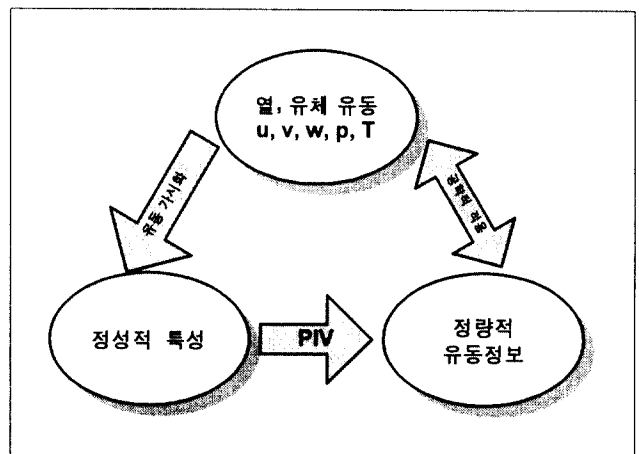 열, 유체 유동
u, v, w, p, T
유동 가시화
정성적 특성
PIV
정량적
유동정보